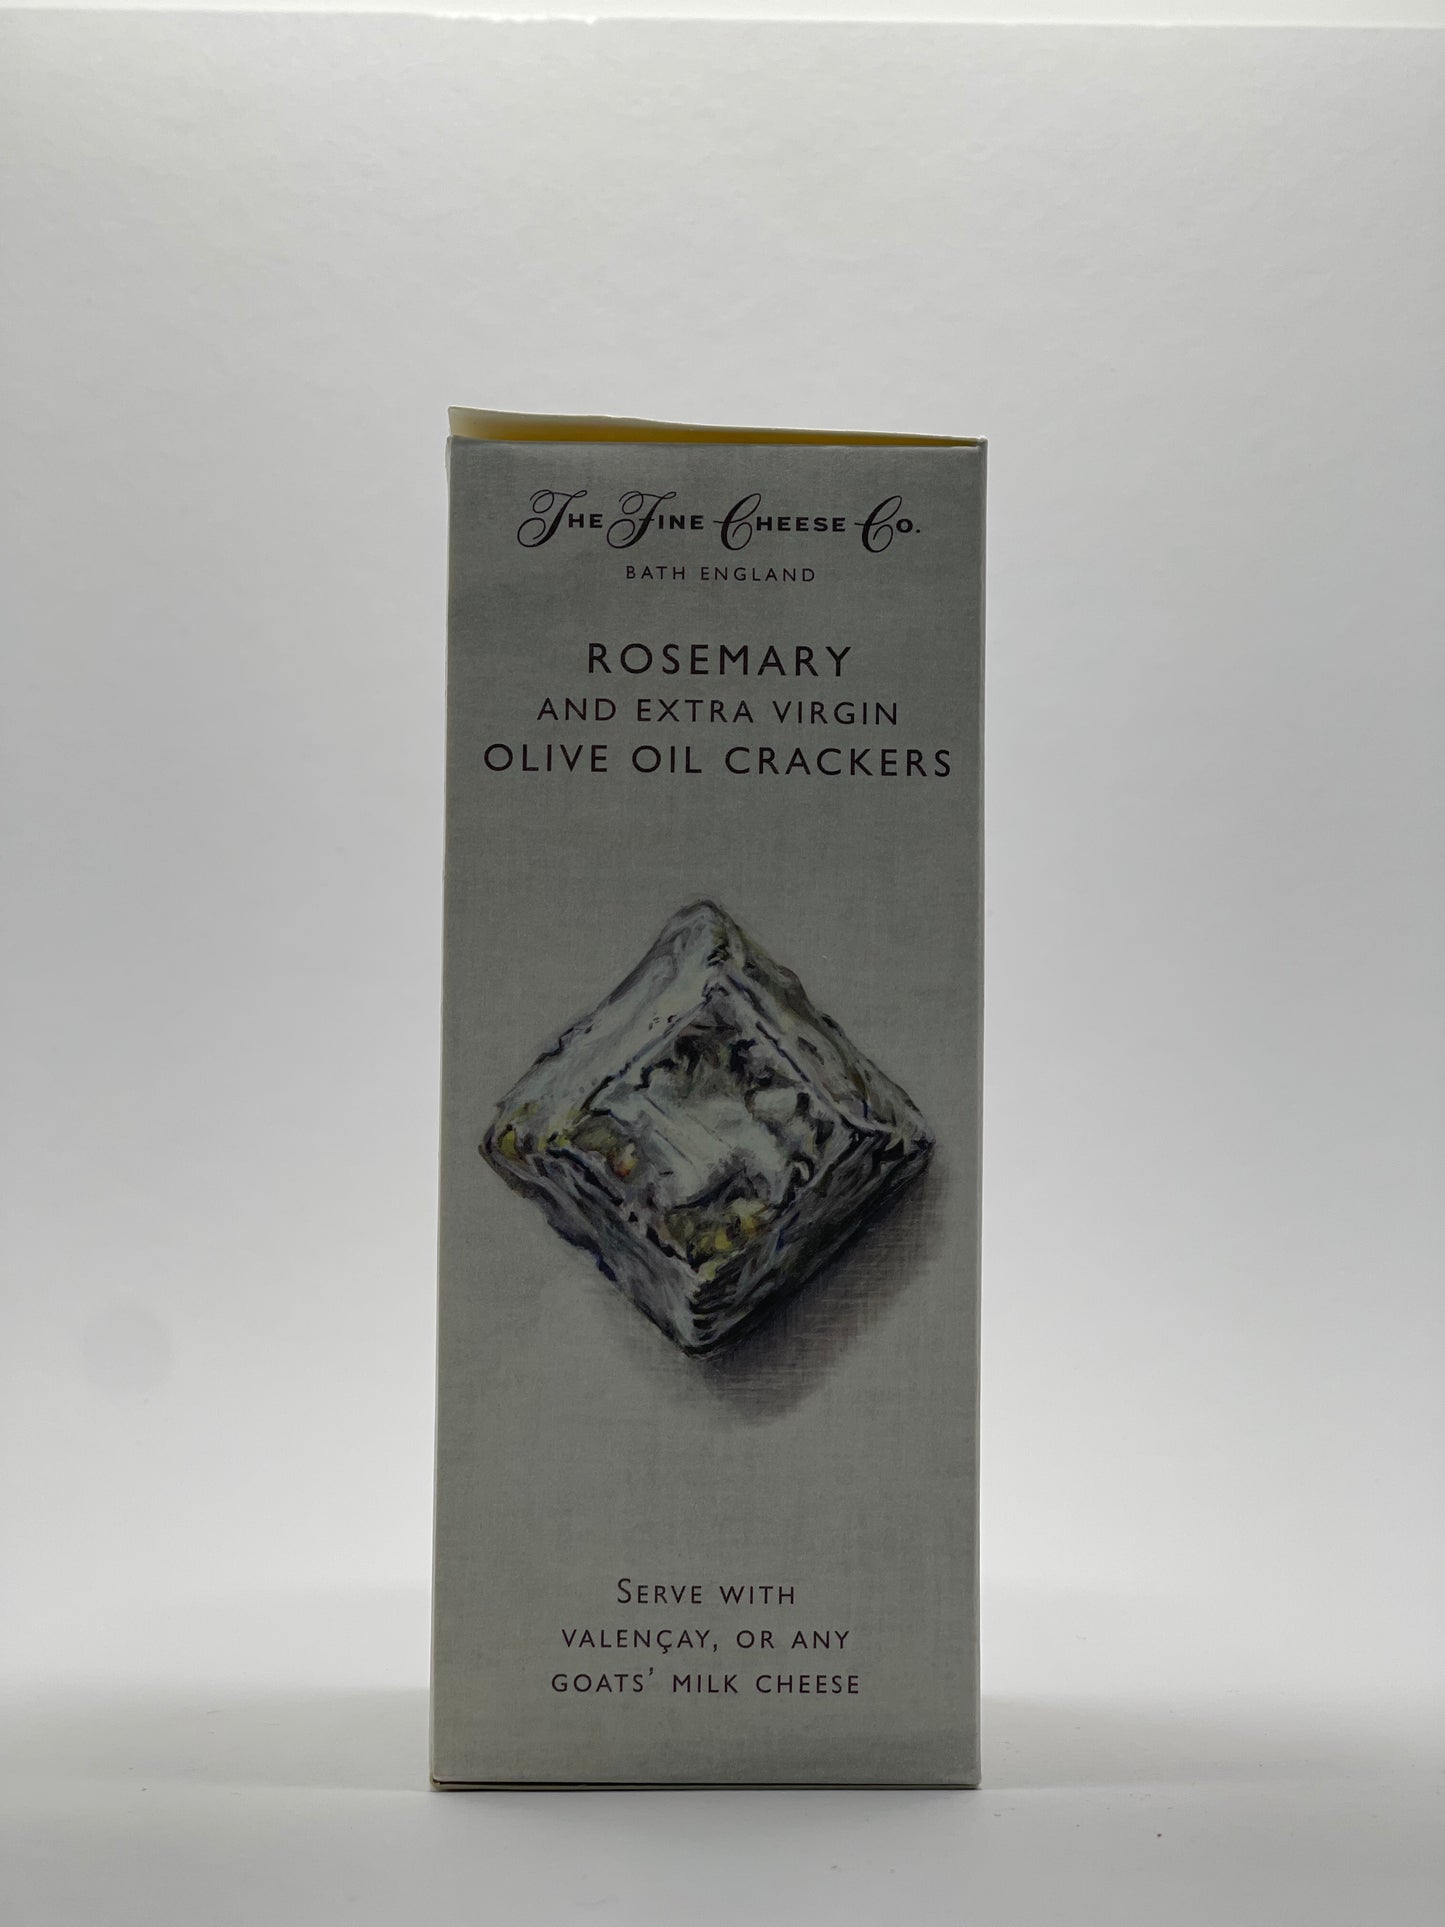 The Fine Cheese Co.
BATH ENGLAND
ROSEMARY
AND EXTRA VIRGIN
OLIVE OIL CRACKERS
SERVE WITH
VALENÇAY, OR ANY
GOATS' MILK CHEESE